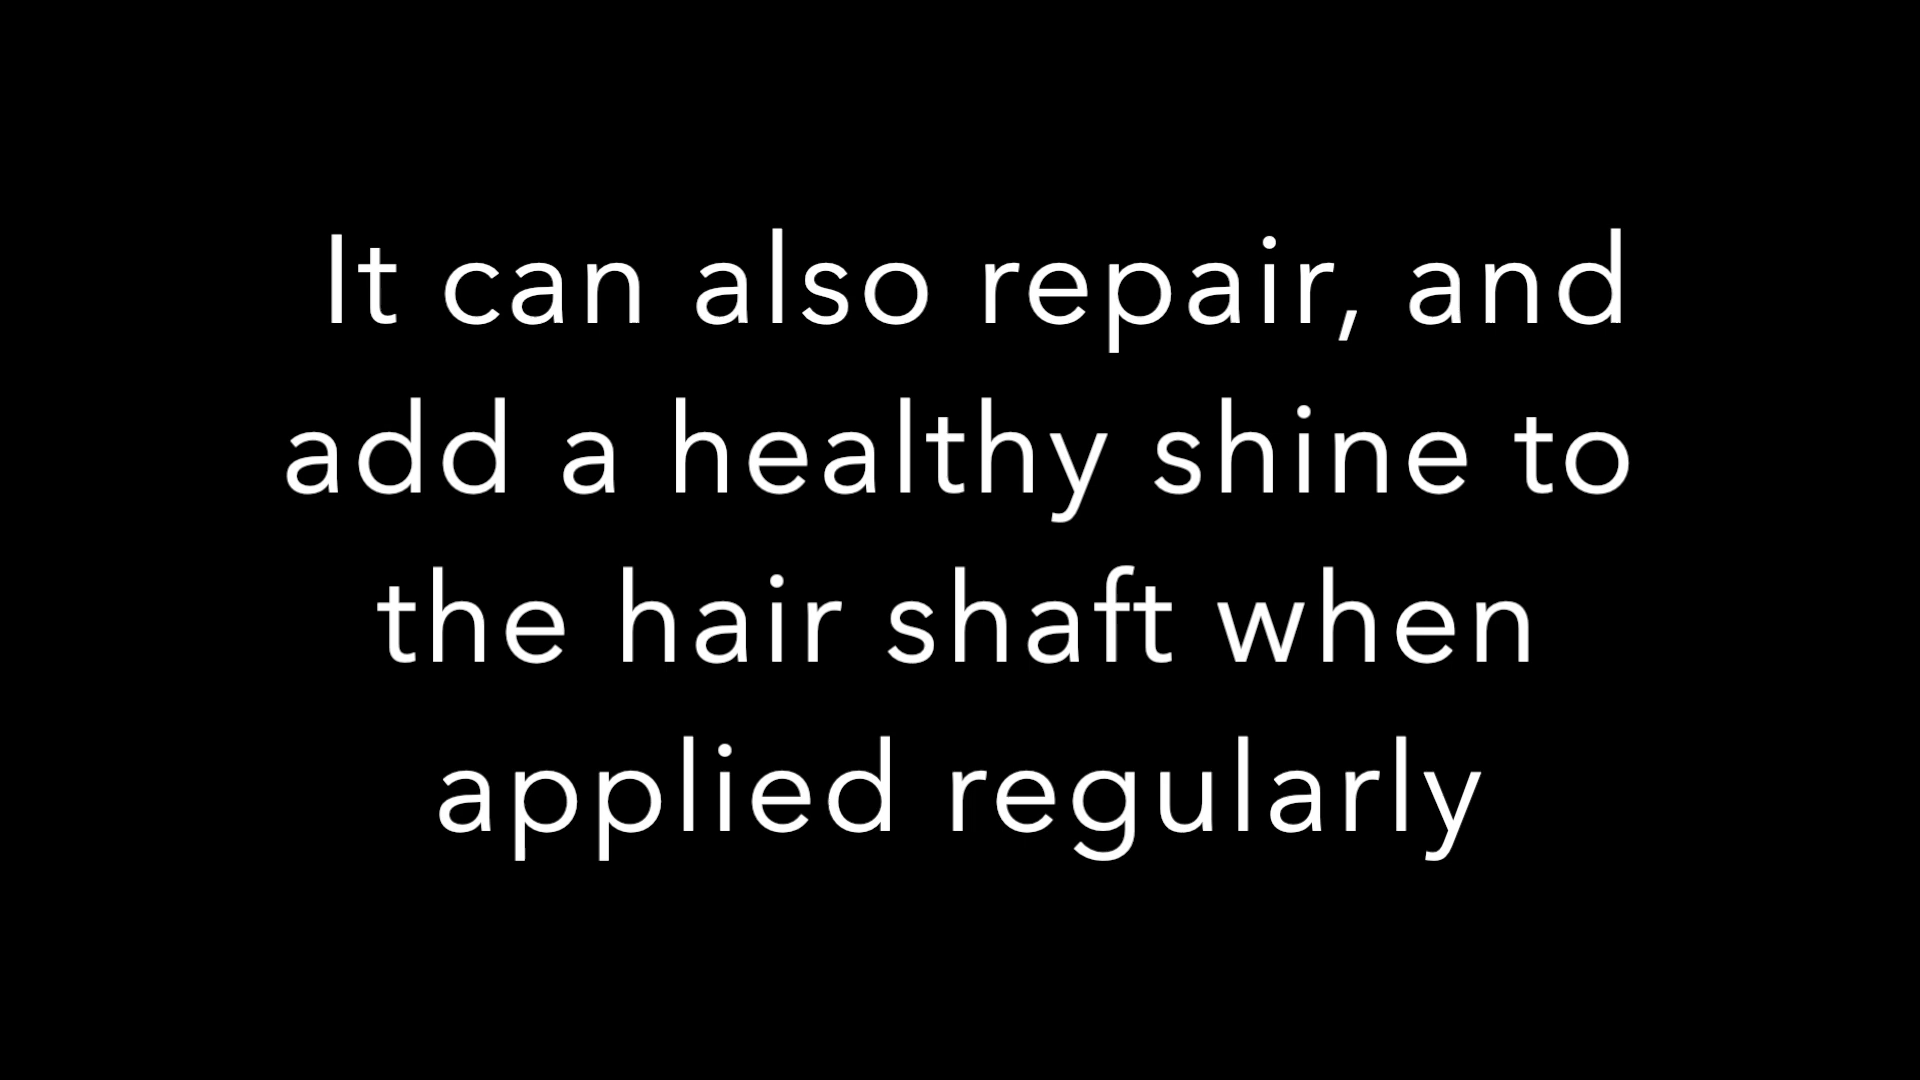 It can also repair, and
add a healthy shine to
the hair shaft when
applied regularly